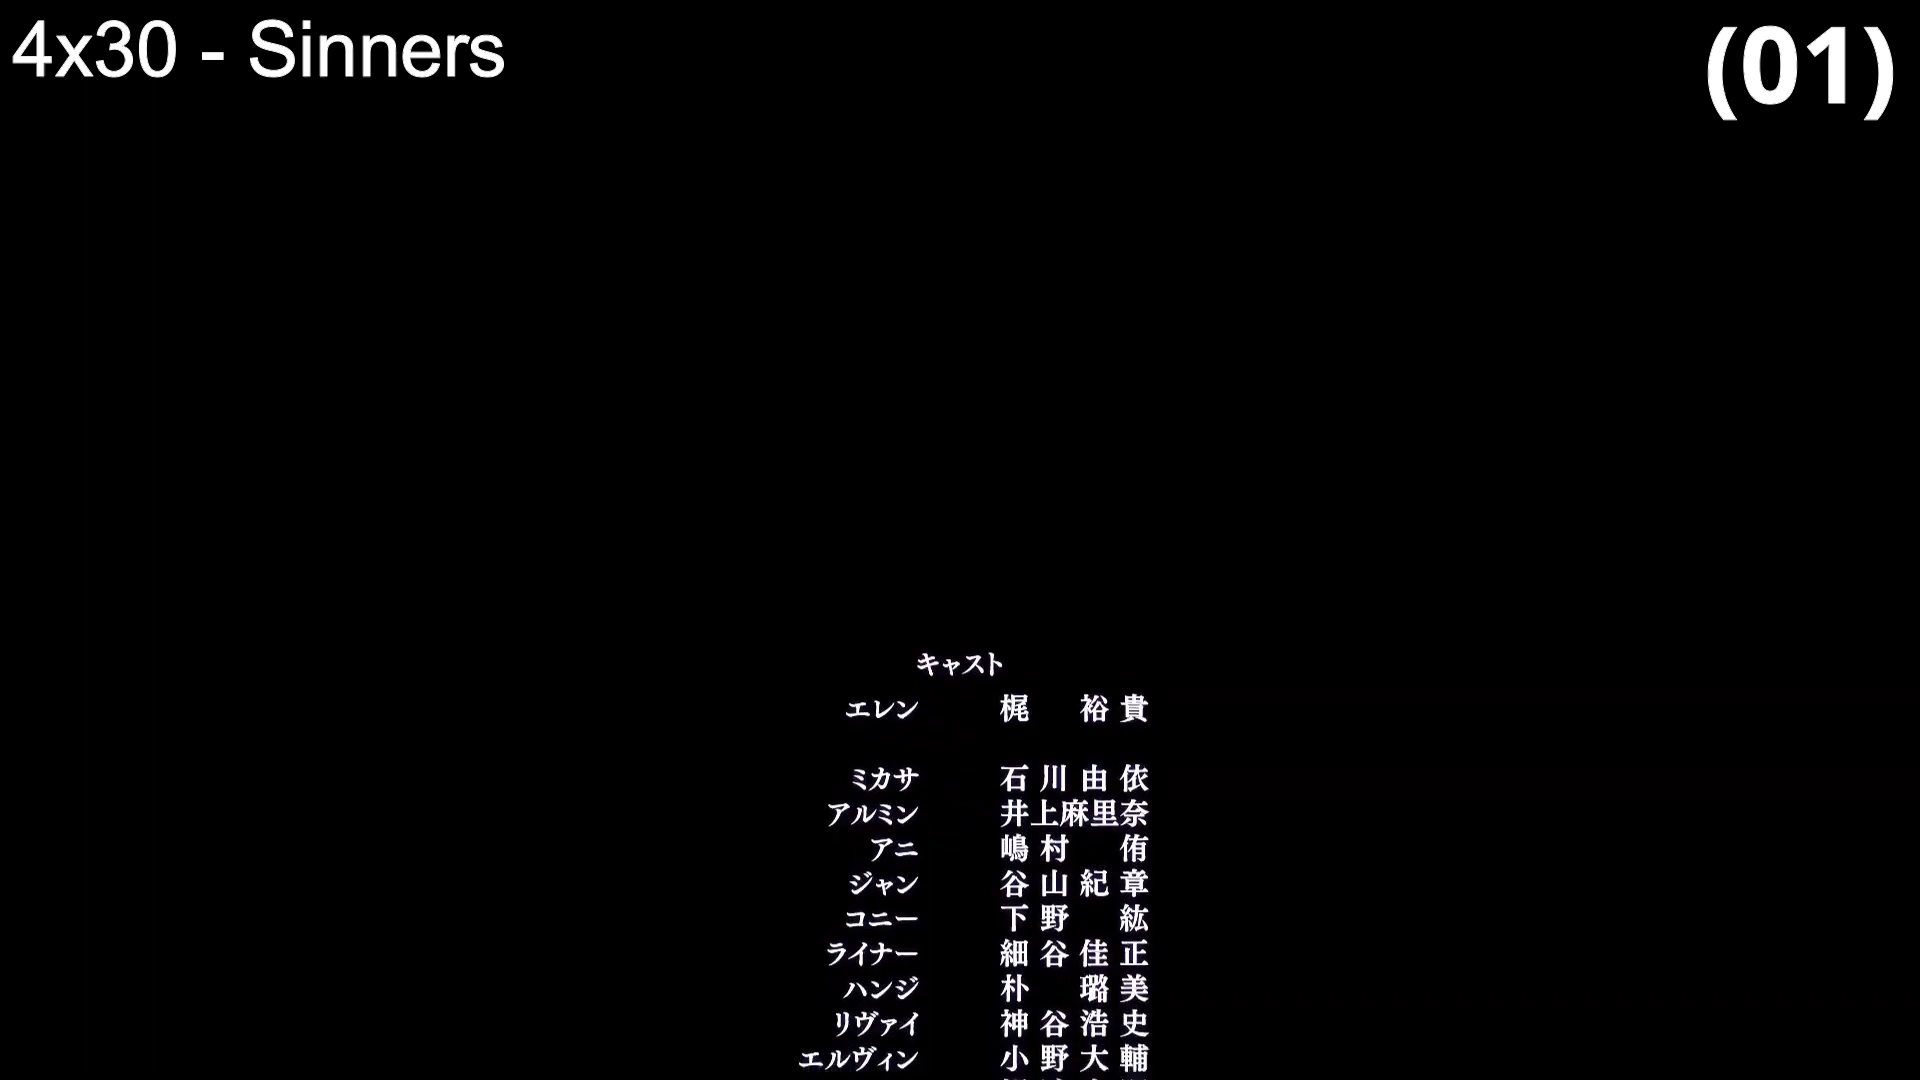 4x30 - Sinners
(01)
キャスト
エレン 梶 裕貴
ミカサ 石川由依
アルミン 井上麻里奈
アニ 嶋村 侑
ジャン 谷山紀章
コニー 下野 紘
ライナー 細谷佳正
ハンジ 朴 璐美
リヴァイ 神谷浩史
エルヴィン 小野大輔